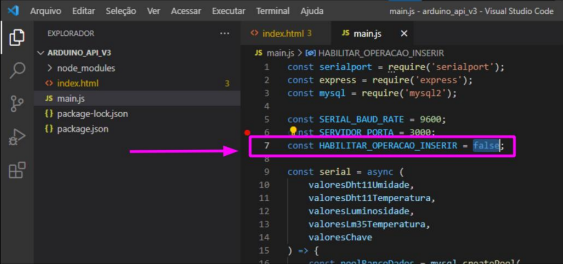 Arquivo Editar Seleção Ver Acessar Executar Terminal Ajuda main.js - arduino_api_v3 - Visual Studio Code
EXPLORADOR ...
ARDUINO_API_V3
node_modules
index.html 3
main.js
package-lock.json
package.json
index.html 3 main.js
main.js > HABILITAR_OPERACAO_INSERIR
1 const serialport = require('serialport');
2 const express = require('express');
3 const mysql = require('mysql2');
4
5 const SERIAL_BAUD_RATE = 9600;
6 nst SERVIDOR_PORTA = 3000;
7 const HABILITAR_OPERACAO_INSERIR = false;
8
9 const serial = async (
10 valoresDht11Umidade,
11 valoresDht11Temperatura,
12 valoresLuminosidade,
13 valoresLm35Temperatura,
14 valoresChave
15 ) => {
16 const poolBancoDados = mysql.createPool(